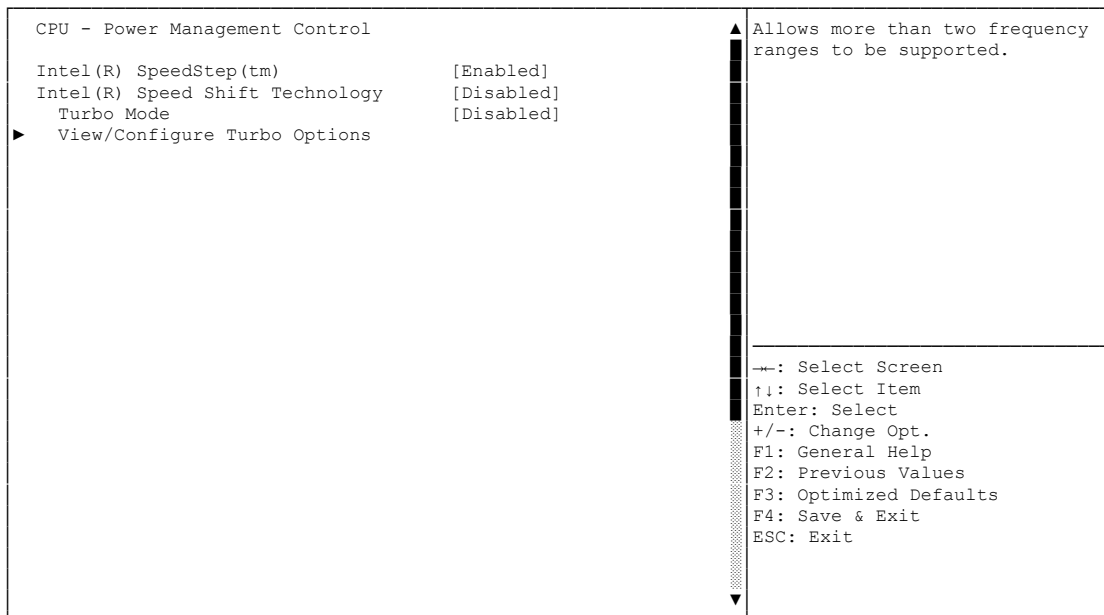 CPU - Power Management Control
Intel(R) SpeedStep(tm) [Enabled]
Intel(R) Speed Shift Technology [Disabled]
Turbo Mode [Disabled]
► View/Configure Turbo Options
Allows more than two frequency
ranges to be supported.
→←: Select Screen
↑↓: Select Item
Enter: Select
+/-: Change Opt.
F1: General Help
F2: Previous Values
F3: Optimized Defaults
F4: Save & Exit
ESC: Exit